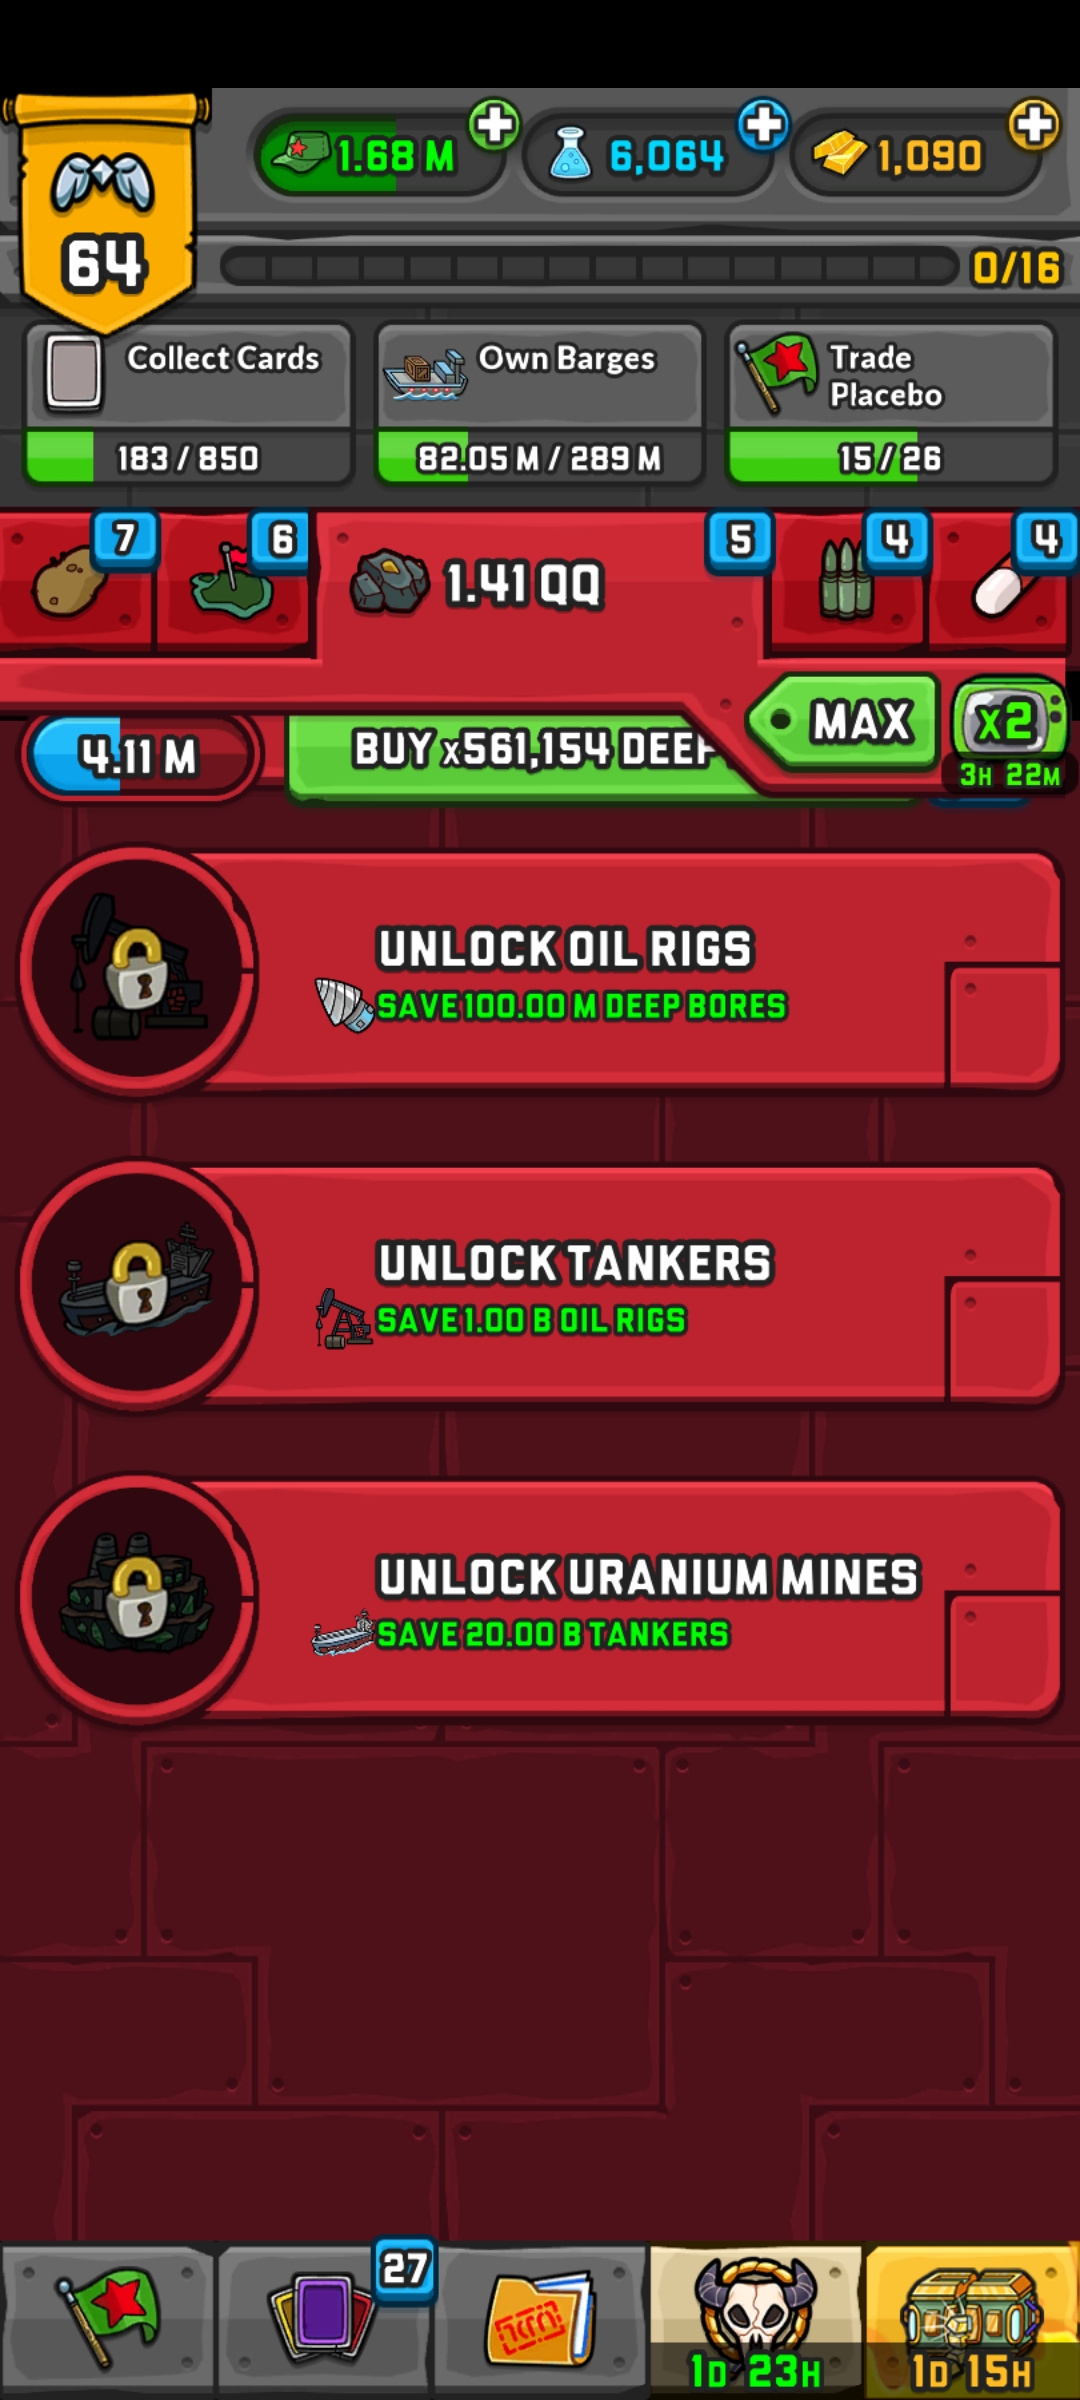 1.68 M
6,064
1,090
64
0/16
Collect Cards
183 / 850
Own Barges
82.05 M / 289 M
Trade
Placebo
15 / 26
7
6
1.41 QQ
5
4
4
4.11 M
BUY x561,154 DEEP
MAX
x2
3H 22M
UNLOCK OIL RIGS
SAVE 100.00 M DEEP BORES
UNLOCK TANKERS
SAVE 1.00 B OIL RIGS
UNLOCK URANIUM MINES
SAVE 20.00 B TANKERS
27
1D 23H
1D 15H